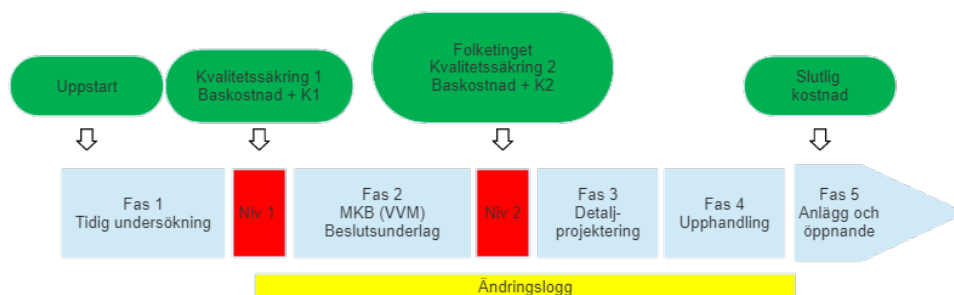 Uppstart
Kvalitetssäkring 1
Baskostnad + K1
Folketinget
Kvalitetssäkring 2
Baskostnad + K2
Slutlig
kostnad
Fas 1
Tidig undersökning
Niv 1
Fas 2
MKB (VVM)
Beslutsunderlag
Niv 2
Fas 3
Detalj-
projektering
Fas 4
Upphandling
Fas 5
Anlägg och
öppnande
Ändringslogg